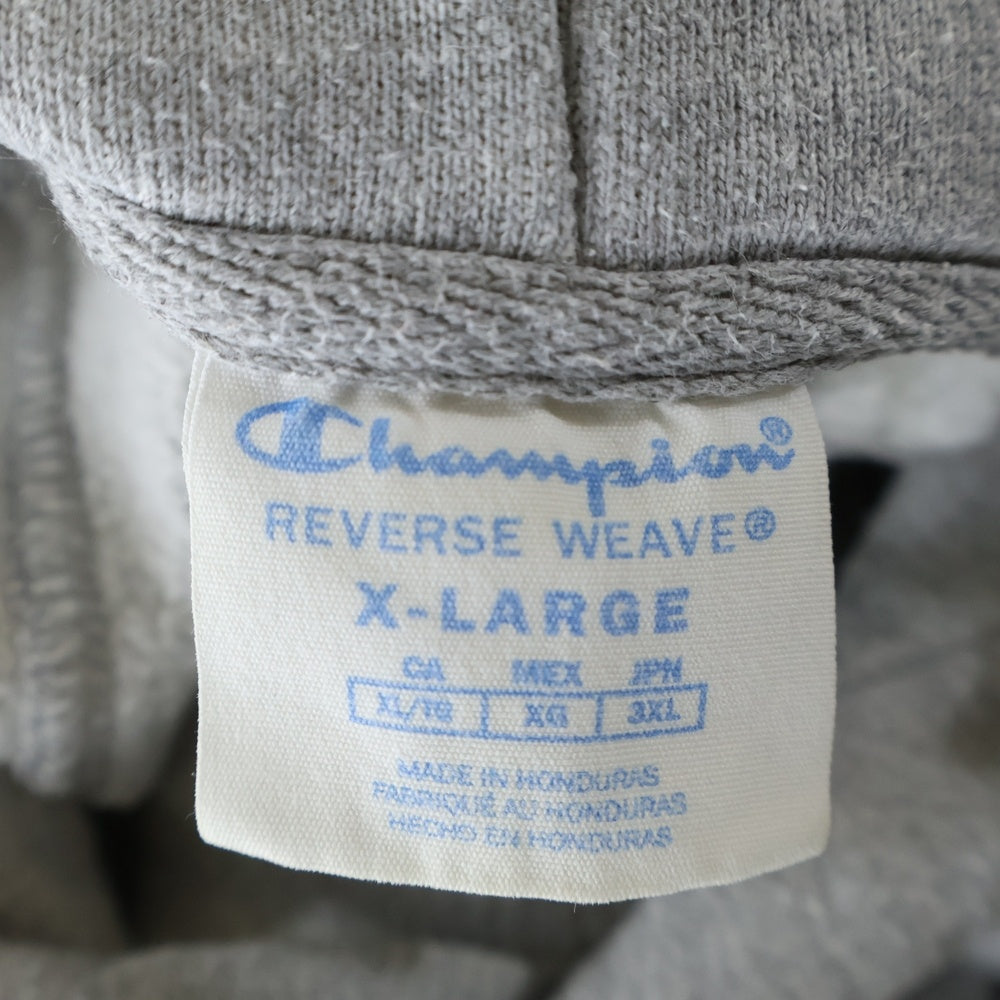 Champion®
REVERSE WEAVE®
X-LARGE
CA MEX JPN
XL/TG XG 3XL
MADE IN HONDURAS
FABRIQUÉ AU HONDURAS
HECHO EN HONDURAS